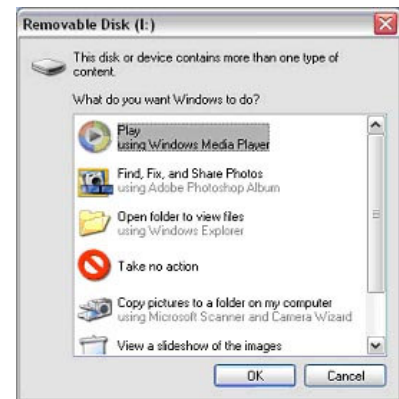 Removable Disk (I:)
This disk or device contains more than one type of
content.
What do you want Windows to do?
Play
using Windows Media Player
Find, Fix, and Share Photos
using Adobe Photoshop Album
Open folder to view files
using Windows Explorer
Take no action
Copy pictures to a folder on my computer
using Microsoft Scanner and Camera Wizard
View a slideshow of the images
OK
Cancel